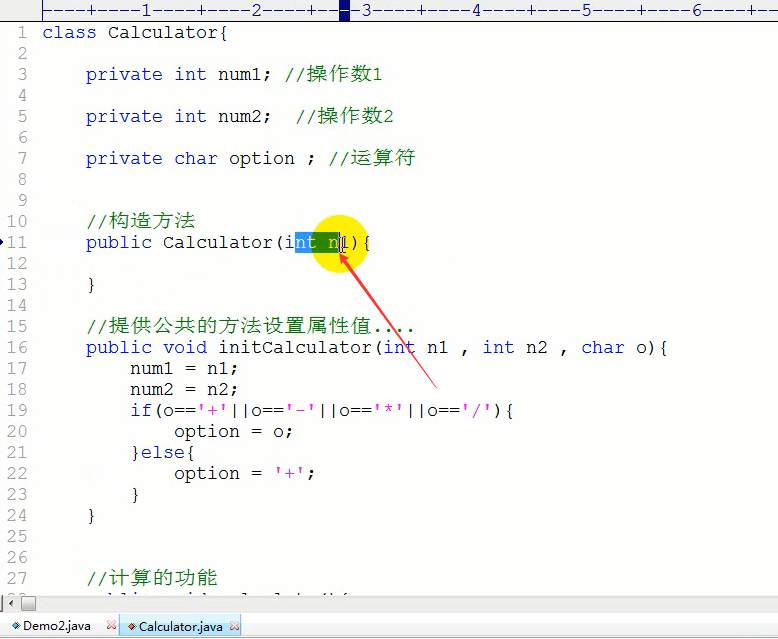 ----+----1----+----2----+----3----+----4----+----5----+----6----+--
1 class Calculator{
2
3 private int num1; //操作数1
4
5 private int num2; //操作数2
6
7 private char option ; //运算符
8
9
10 //构造方法
11 public Calculator(int n1){
12
13 }
14
15 //提供公共的方法设置属性值....
16 public void initCalculator(int n1 , int n2 , char o){
17 num1 = n1;
18 num2 = n2;
19 if(o=='+'||o=='-'||o=='*'||o=='/'){
20 option = o;
21 }else{
22 option = '+';
23 }
24 }
25
26
27 //计算的功能
Demo2.java Calculator.java